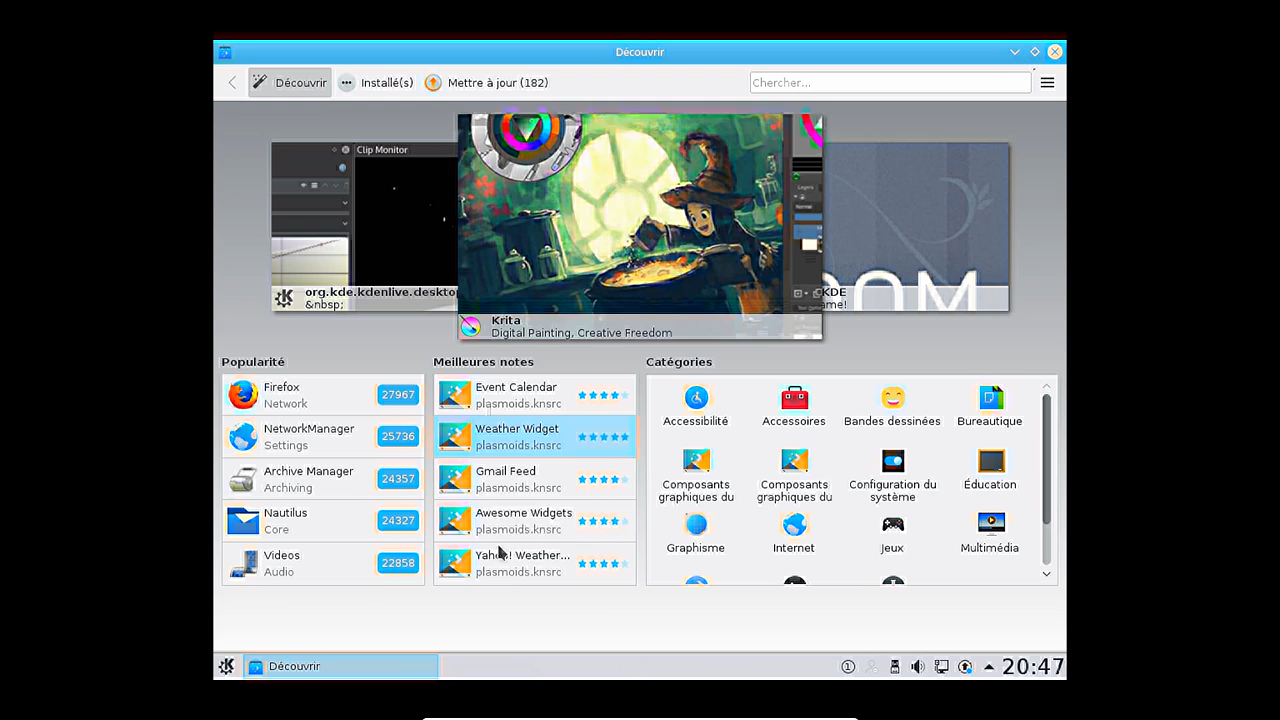 Découvrir
Découvrir
Installé(s)
Mettre à jour (182)
Chercher...
Clip Monitor
org.kde.kdenlive.desktop
&nbsp;
Layers
Normal
Krita
Digital Painting, Creative Freedom
OOM
KDE
ame!
Popularité
Firefox
Network
27967
NetworkManager
Settings
25736
Archive Manager
Archiving
24357
Nautilus
Core
24327
Videos
Audio
22858
Meilleures notes
Event Calendar
plasmoids.knsrc
Weather Widget
plasmoids.knsrc
Gmail Feed
plasmoids.knsrc
Awesome Widgets
plasmoids.knsrc
Yahoo! Weather...
plasmoids.knsrc
Catégories
Accessibilité
Accessoires
Bandes dessinées
Bureautique
Composants
graphiques du
Composants
graphiques du
Configuration du
système
Éducation
Graphisme
Internet
Jeux
Multimédia
Découvrir
20:47